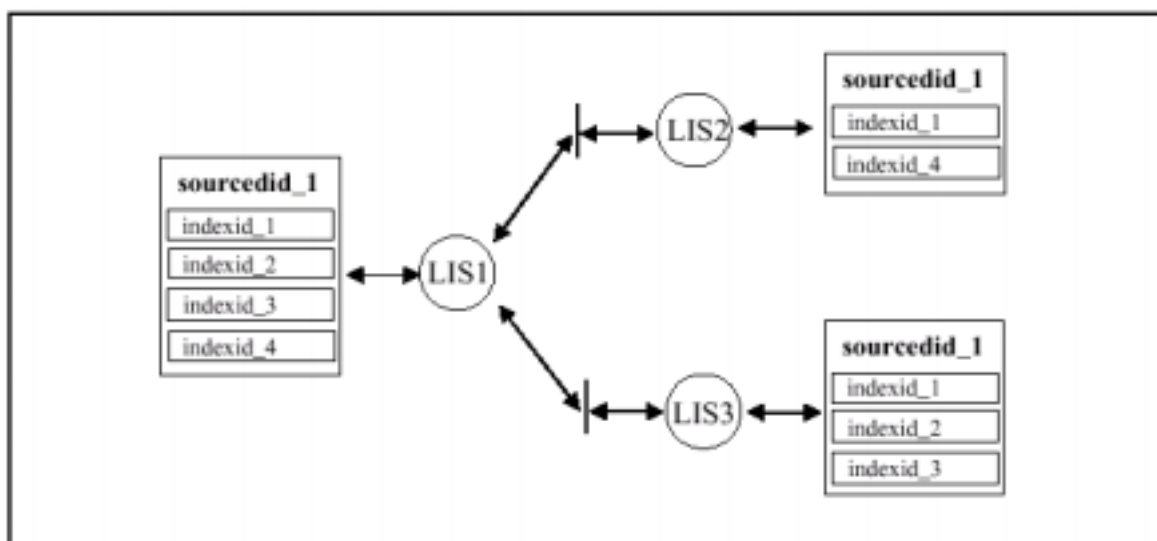 sourcedid_1
indexid_1
indexid_2
indexid_3
indexid_4
LIS1
LIS2
sourcedid_1
indexid_1
indexid_4
LIS3
sourcedid_1
indexid_1
indexid_2
indexid_3